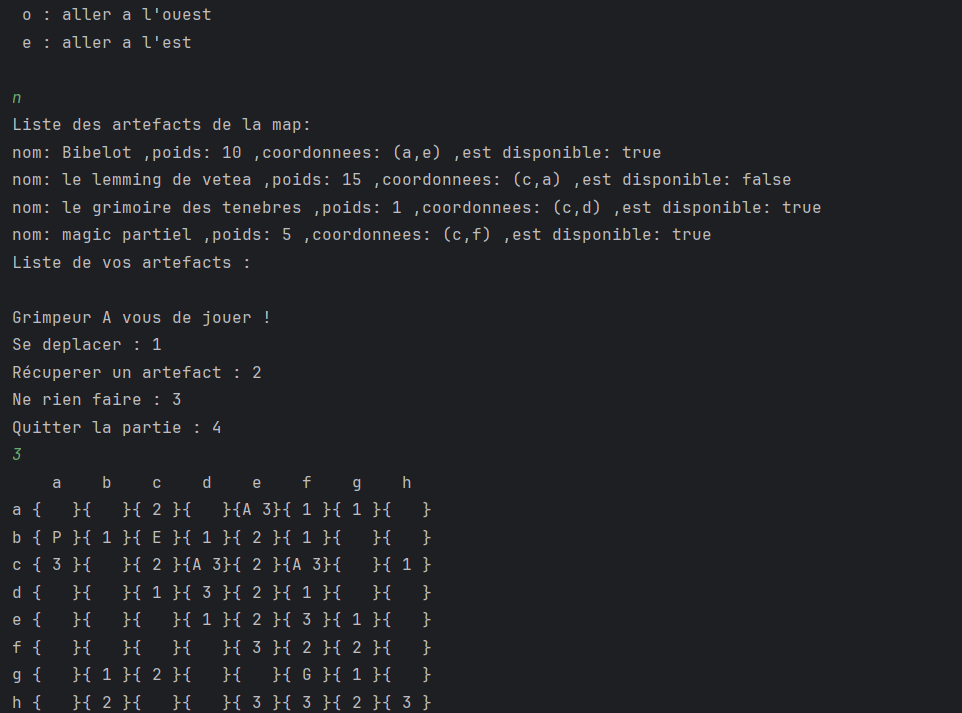 o : aller a l'ouest
e : aller a l'est
n
Liste des artefacts de la map:
nom: Bibelot ,poids: 10 ,coordonnees: (a,e) ,est disponible: true
nom: le lemming de vetea ,poids: 15 ,coordonnees: (c,a) ,est disponible: false
nom: le grimoire des tenebres ,poids: 1 ,coordonnees: (c,d) ,est disponible: true
nom: magic partiel ,poids: 5 ,coordonnees: (c,f) ,est disponible: true
Liste de vos artefacts :
Grimpeur A vous de jouer !
Se deplacer : 1
Récuperer un artefact : 2
Ne rien faire : 3
Quitter la partie : 4
3
    a    b    c    d    e    f    g    h
a {   }{   }{ 2 }{   }{A 3}{ 1 }{ 1 }{   }
b { P }{ 1 }{ E }{ 1 }{ 2 }{ 1 }{   }{   }
c { 3 }{   }{ 2 }{A 3}{ 2 }{A 3}{   }{ 1 }
d {   }{   }{ 1 }{ 3 }{ 2 }{ 1 }{   }{   }
e {   }{   }{   }{ 1 }{ 2 }{ 3 }{ 1 }{   }
f {   }{   }{   }{   }{ 3 }{ 2 }{ 2 }{   }
g {   }{ 1 }{ 2 }{   }{   }{ G }{ 1 }{   }
h {   }{ 2 }{   }{   }{ 3 }{ 3 }{ 2 }{ 3 }